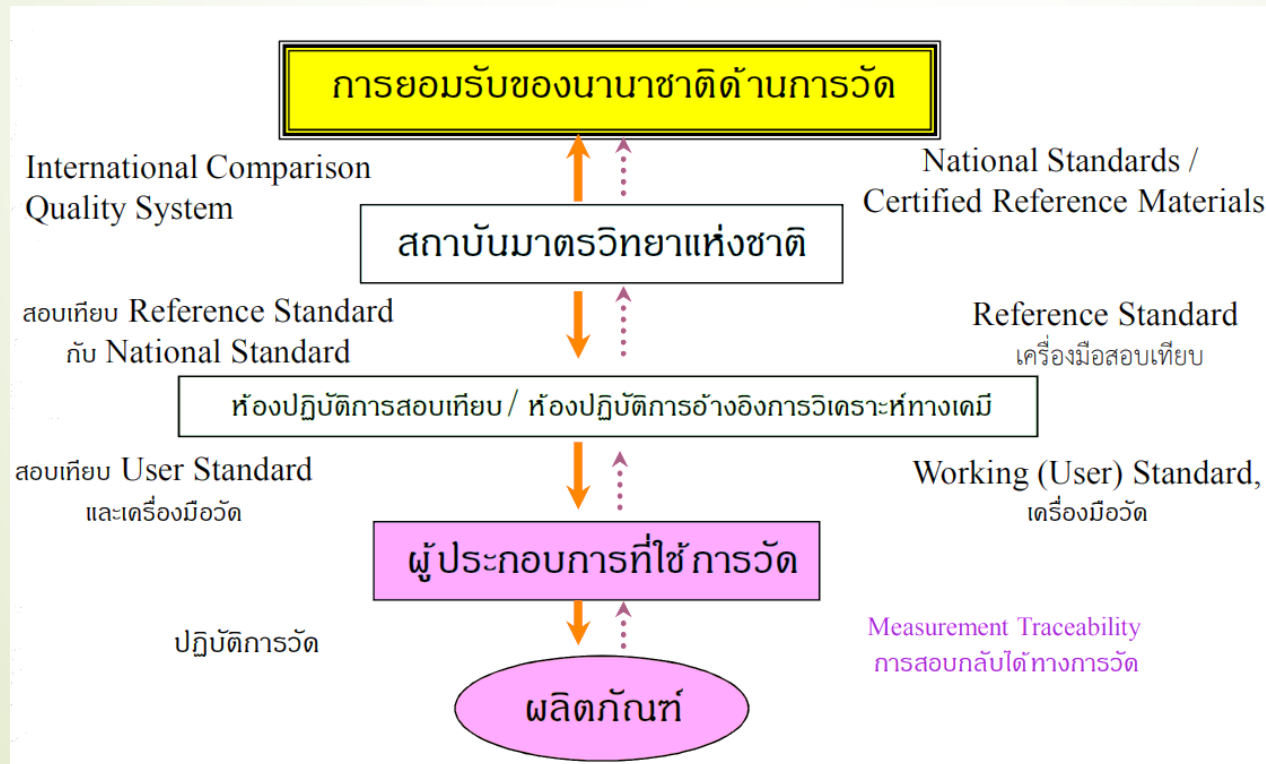 การยอมรับของนานาชาติด้านการวัด
International Comparison
Quality System
National Standards /
Certified Reference Materials
สถาบันมาตรวิทยาแห่งชาติ
สอบเทียบ Reference Standard
กับ National Standard
Reference Standard
เครื่องมือสอบเทียบ
ห้องปฏิบัติการสอบเทียบ / ห้องปฏิบัติการอ้างอิงการวิเคราะห์ทางเคมี
สอบเทียบ User Standard
และเครื่องมือวัด
Working (User) Standard,
เครื่องมือวัด
ผู้ประกอบการที่ใช้การวัด
ปฏิบัติการวัด
Measurement Traceability
การสอบกลับได้ทางการวัด
ผลิตภัณฑ์